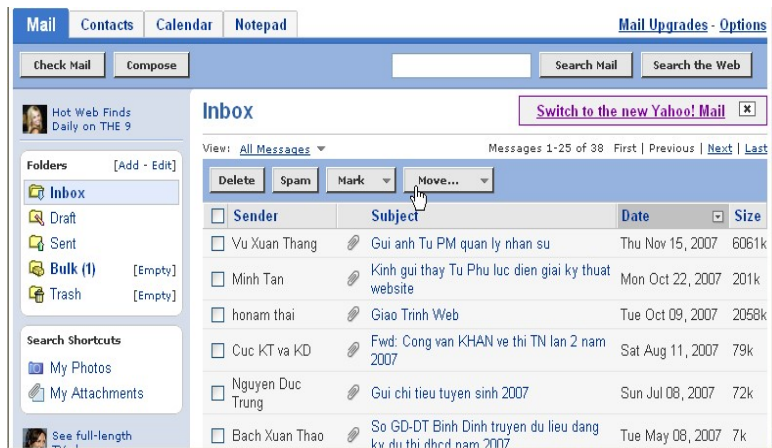 Mail Contacts Calendar Notepad Mail Upgrades - Options
Check Mail Compose Search Mail Search the Web
Hot Web Finds
Daily on THE 9
Inbox
Switch to the new Yahoo! Mail
View: All Messages Messages 1-25 of 38 First | Previous | Next | Last
Folders [Add - Edit]
Inbox
Draft
Sent
Bulk (1) [Empty]
Trash [Empty]
Search Shortcuts
My Photos
My Attachments
See full-length
Delete Spam Mark Move...
Sender Subject Date Size
Vu Xuan Thang Gui anh Tu PM quan ly nhan su Thu Nov 15, 2007 6061k
Minh Tan Kinh gui thay Tu Phu luc dien giai ky thuat
website Mon Oct 22, 2007 201k
honam thai Giao Trinh Web Tue Oct 09, 2007 2058k
Cuc KT va KD Fwd: Cong van KHAN ve thi TN lan 2 nam
2007 Sat Aug 11, 2007 79k
Nguyen Duc
Trung Gui chi tieu tuyen sinh 2007 Sun Jul 08, 2007 72k
Bach Xuan Thao So GD-DT Binh Dinh truyen du lieu dang
ky du thi dhcd nam 2007 Tue May 08, 2007 7k